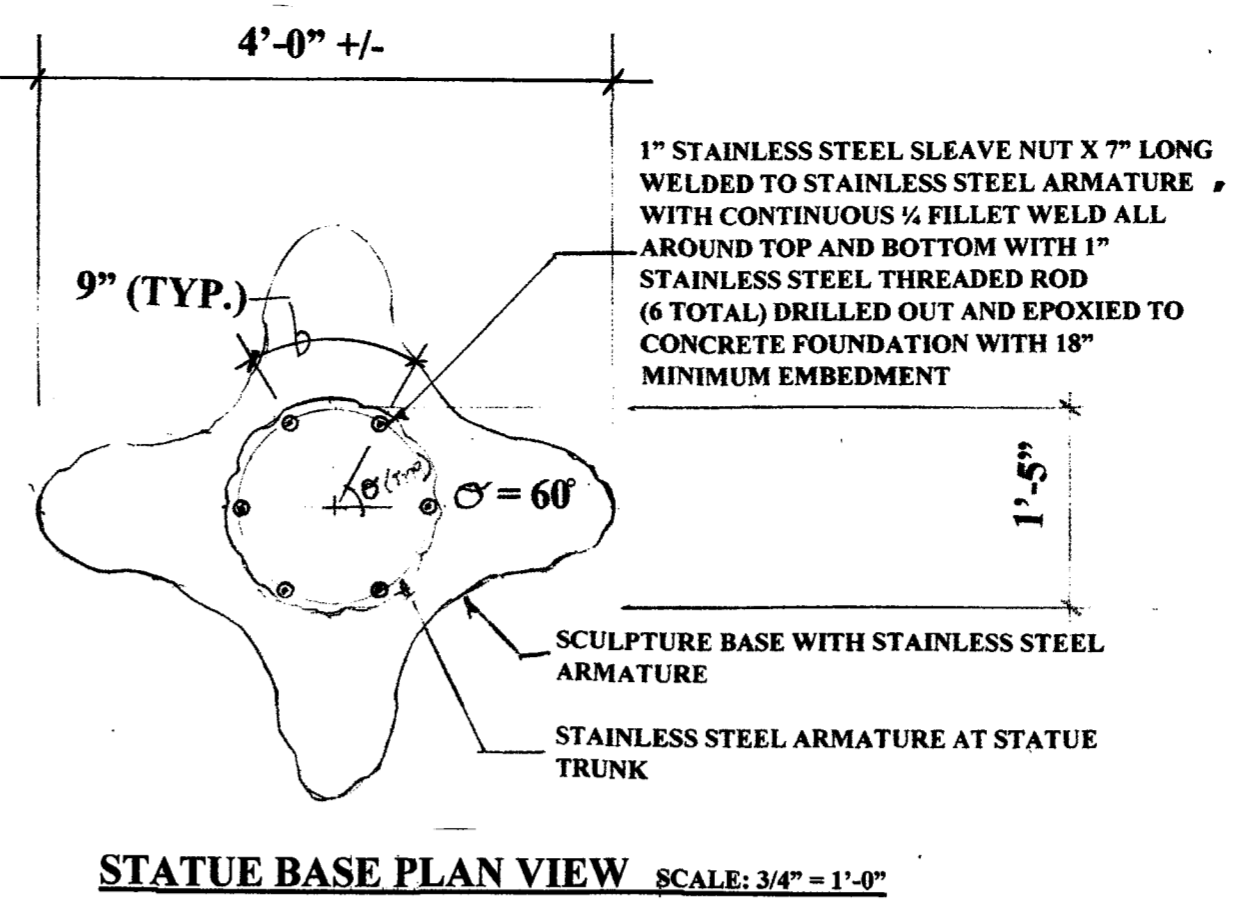 4'-0" +/-
1" STAINLESS STEEL SLEAVE NUT X 7" LONG
WELDED TO STAINLESS STEEL ARMATURE
WITH CONTINUOUS ¼ FILLET WELD ALL
AROUND TOP AND BOTTOM WITH 1"
STAINLESS STEEL THREADED ROD
(6 TOTAL) DRILLED OUT AND EPOXIED TO
CONCRETE FOUNDATION WITH 18"
MINIMUM EMBEDMENT
9" (TYP.)
1'-5"
θ (TYP)
θ = 60°
SCULPTURE BASE WITH STAINLESS STEEL
ARMATURE
STAINLESS STEEL ARMATURE AT STATUE
TRUNK
STATUE BASE PLAN VIEW SCALE: 3/4" = 1'-0"